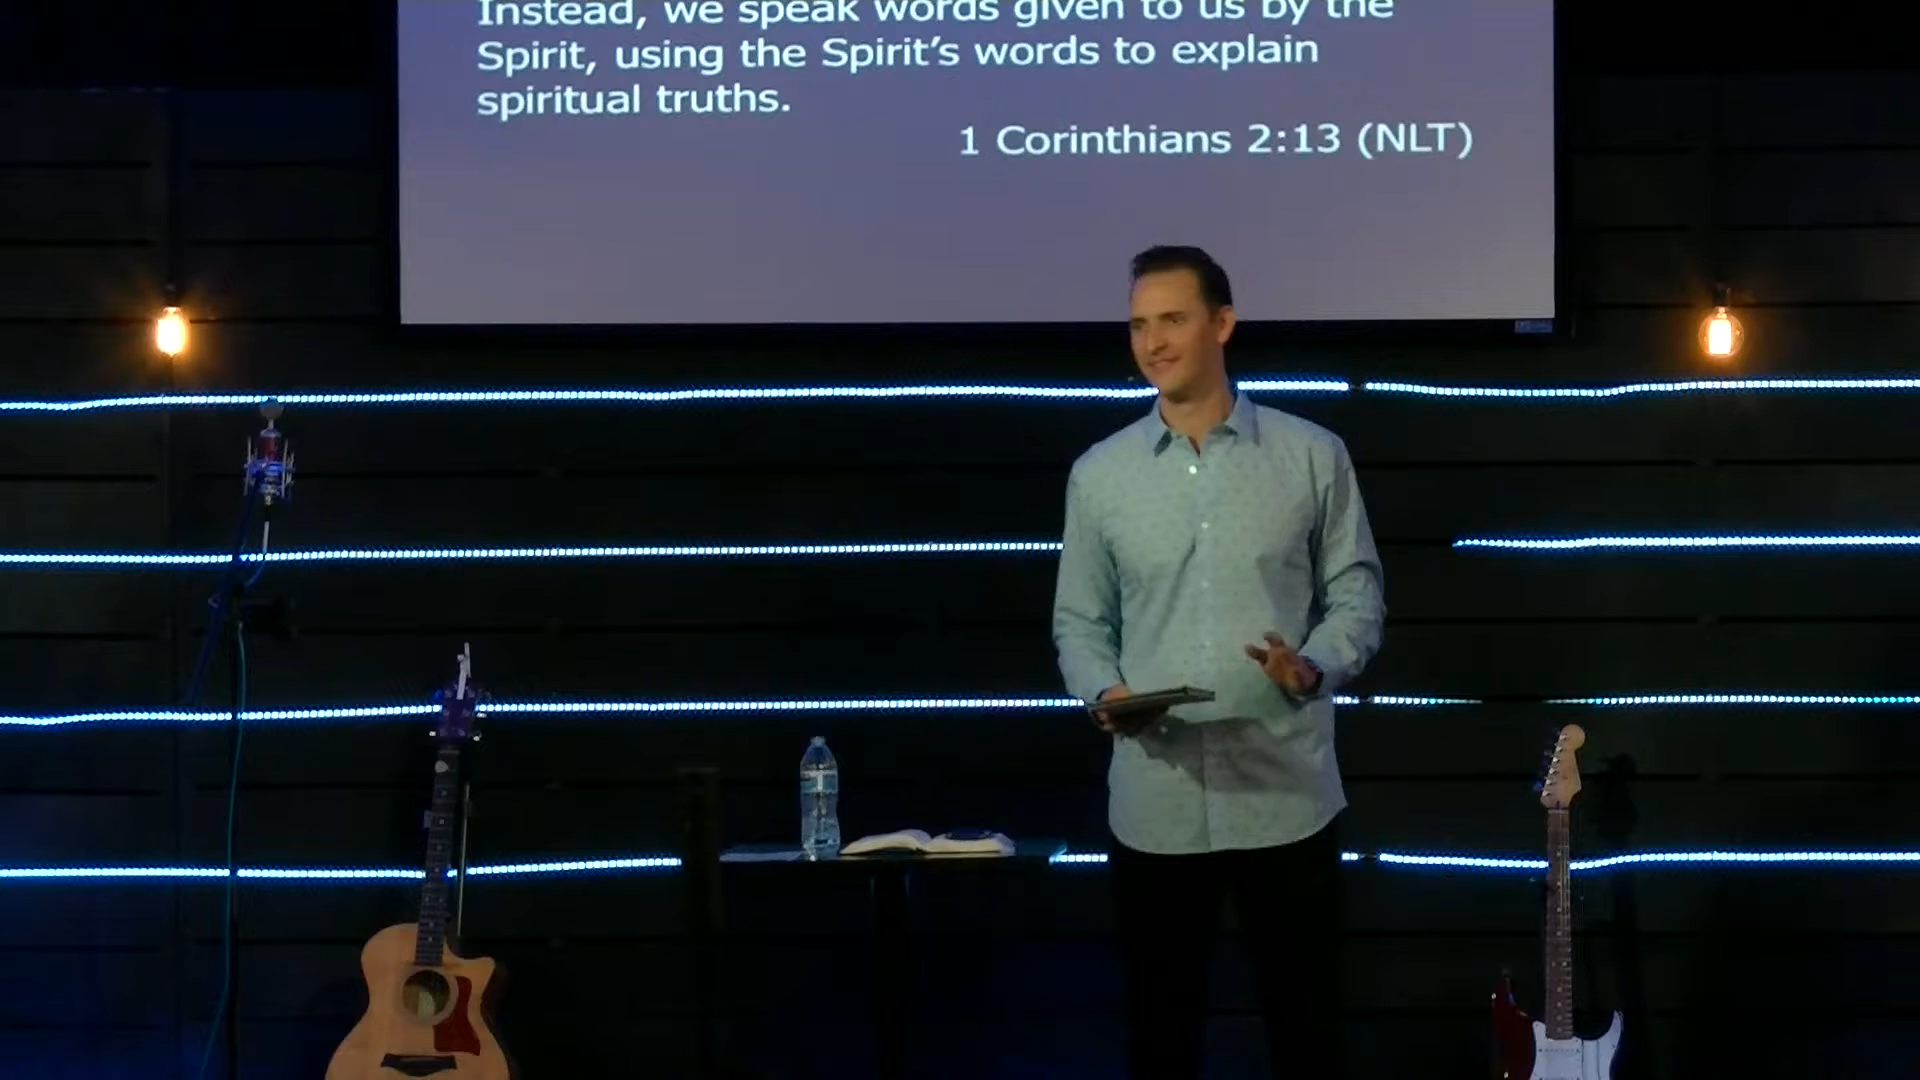 Instead, we speak words given to us by the
Spirit, using the Spirit's words to explain
spiritual truths.
1 Corinthians 2:13 (NLT)